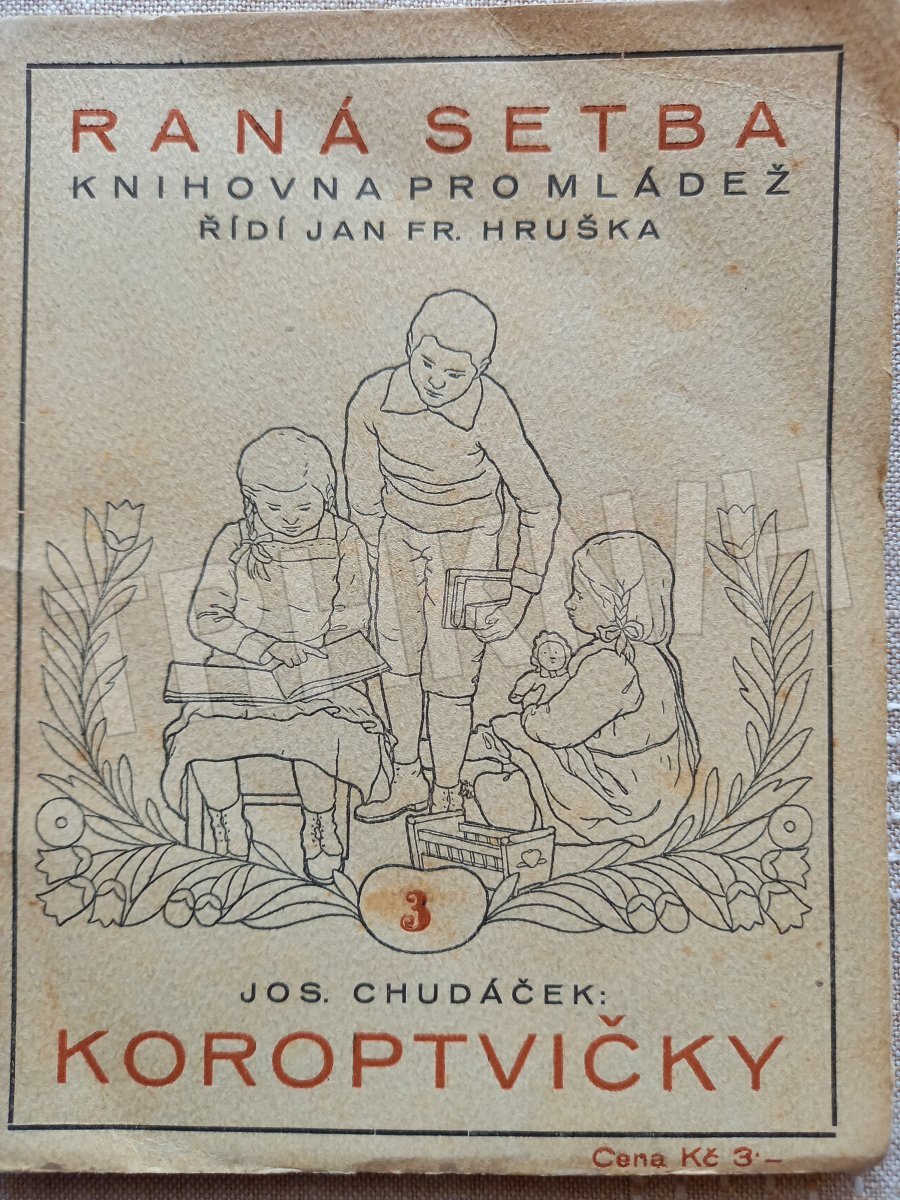 RANÁ SETBA
KNIHOVNA PRO MLÁDEŽ
ŘÍDÍ JAN FR. HRUŠKA
3
JOS. CHUDÁČEK:
KOROPTVIČKY
Cena Kč 3·–